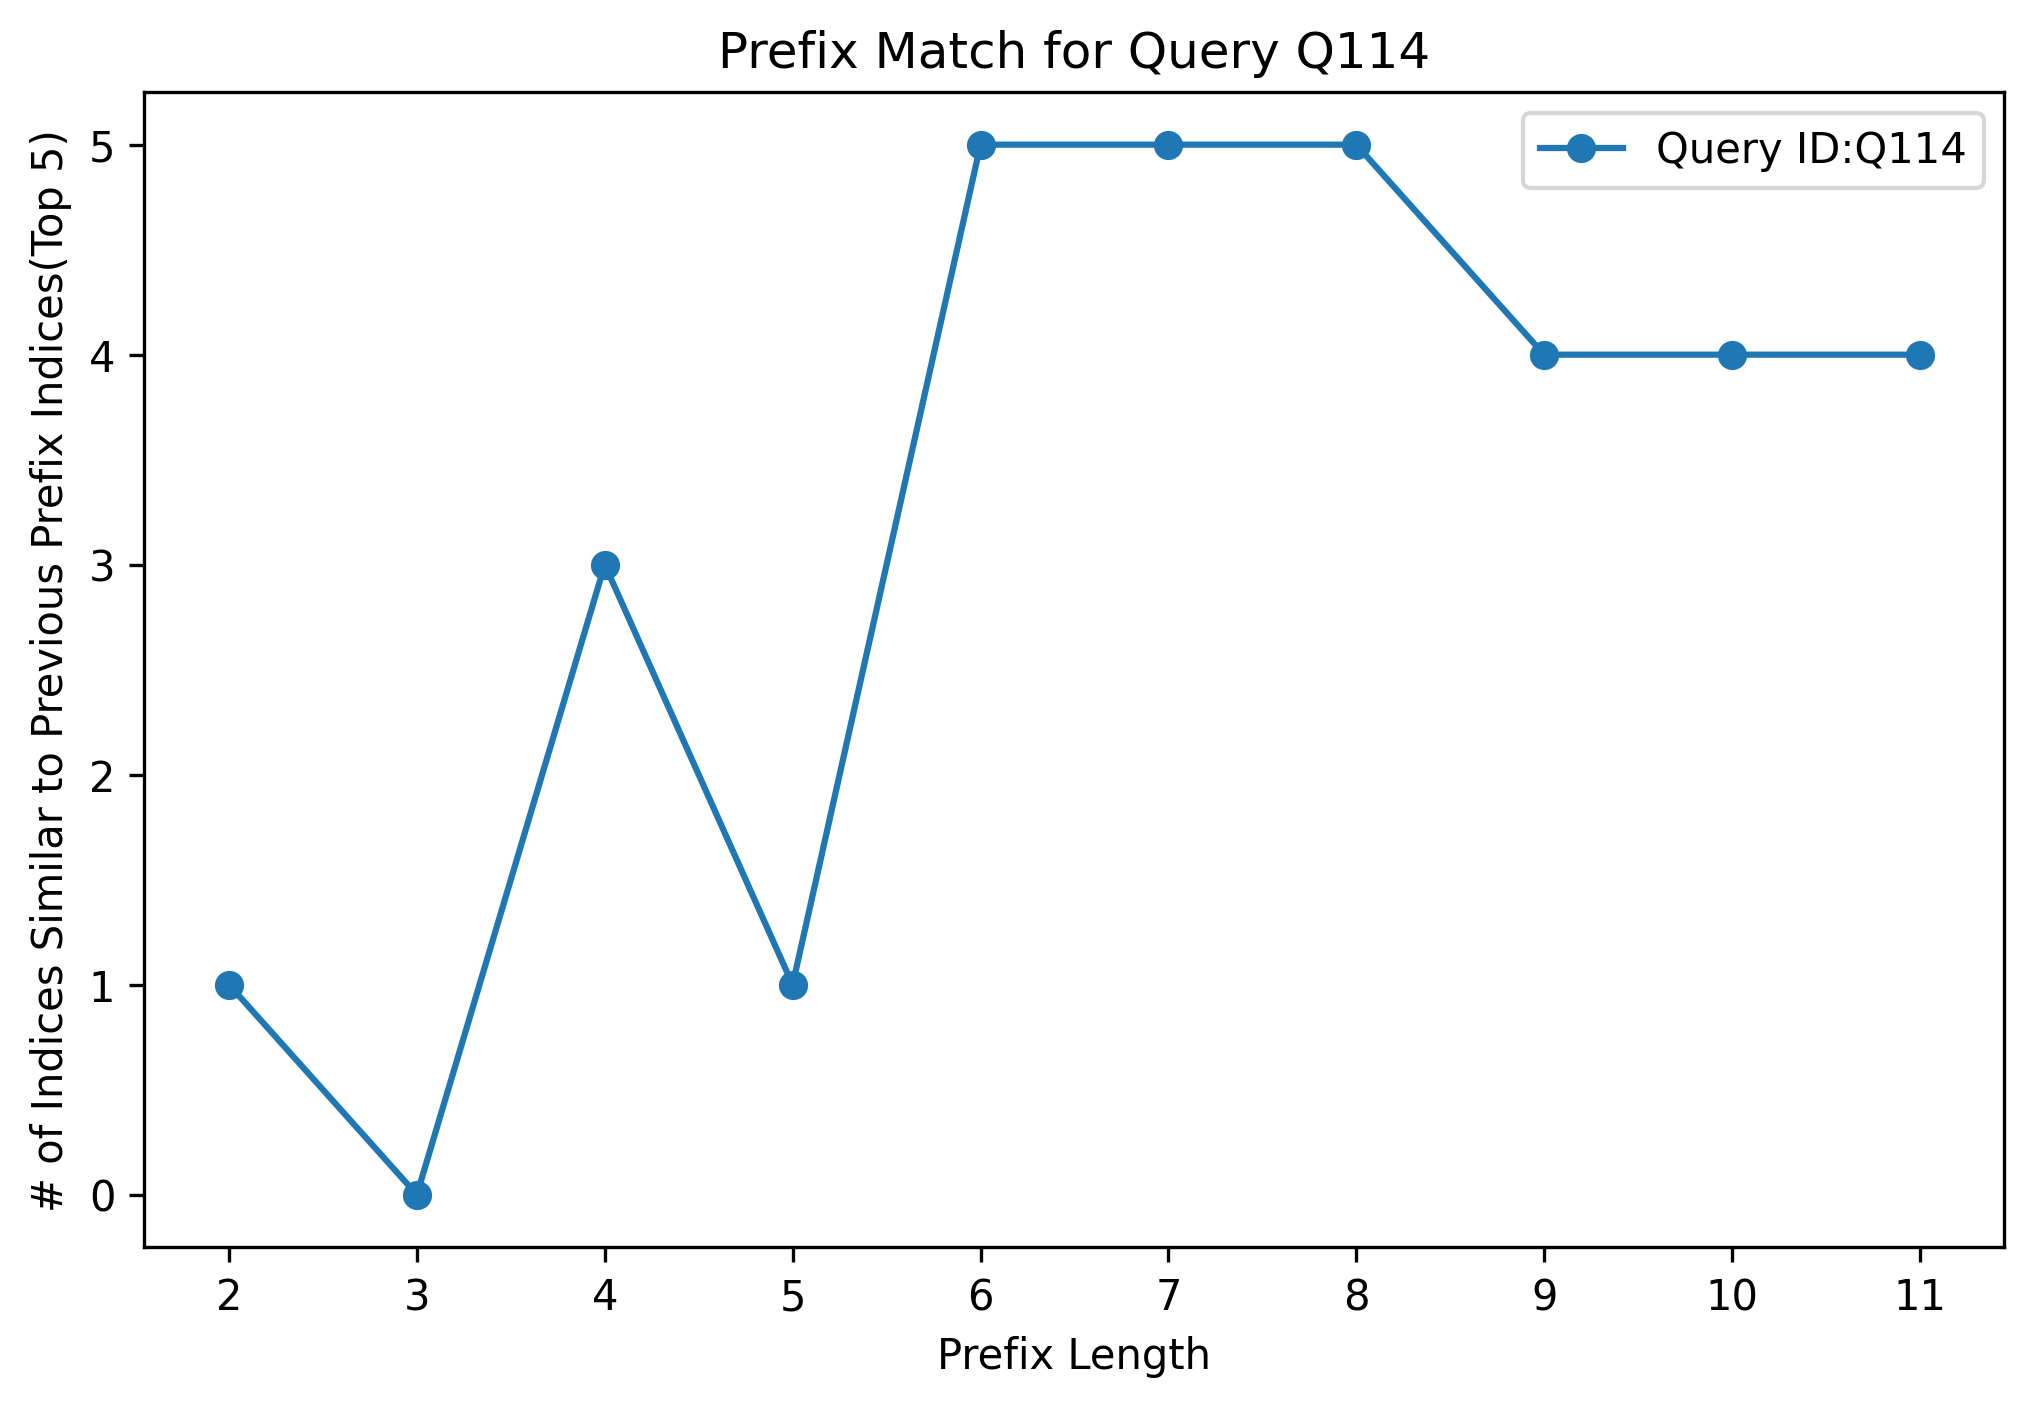 Prefix Match for Query Q114
Query ID:Q114
# of Indices Similar to Previous Prefix Indices(Top 5)
5
4
3
2
1
0
2 3 4 5 6 7 8 9 10 11
Prefix Length